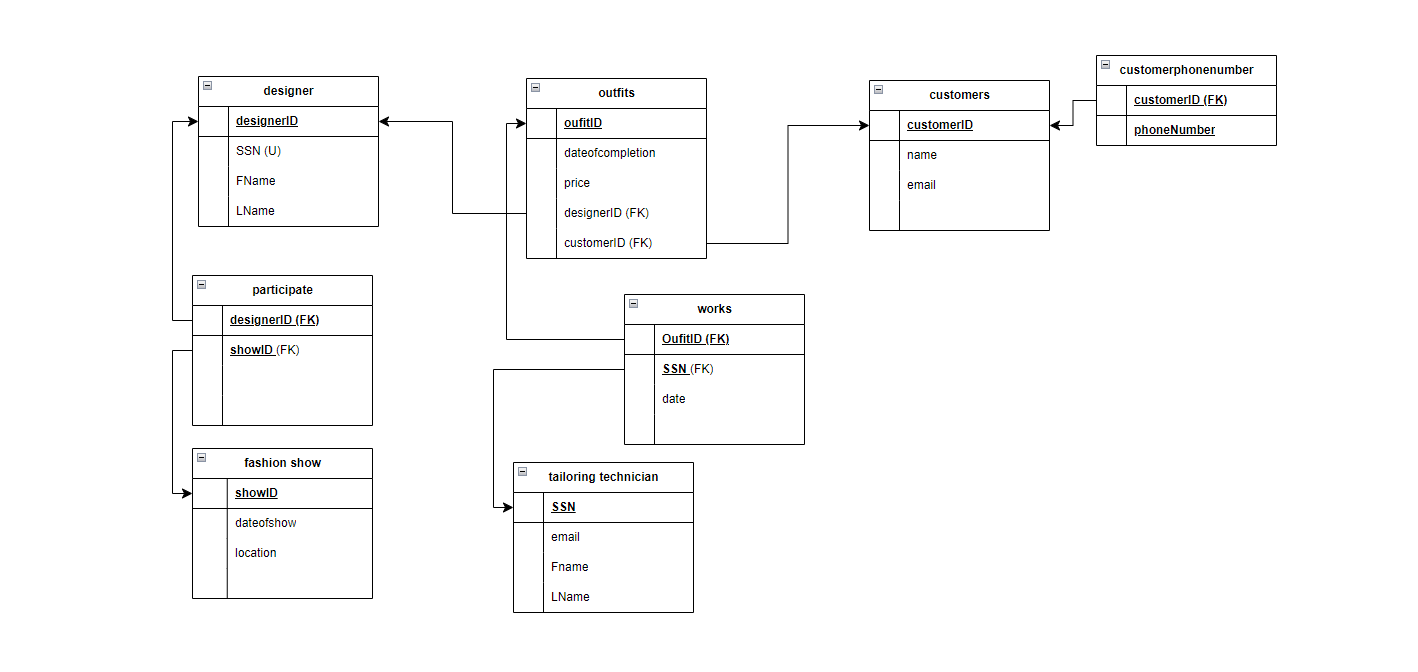 designer
designerID
SSN (U)
FName
LName
outfits
oufitID
dateofcompletion
price
designerID (FK)
customerID (FK)
customers
customerID
name
email
customerphonenumber
customerID (FK)
phoneNumber
participate
designerID (FK)
showID (FK)
works
OufitID (FK)
SSN (FK)
date
fashion show
showID
dateofshow
location
tailoring technician
SSN
email
Fname
LName